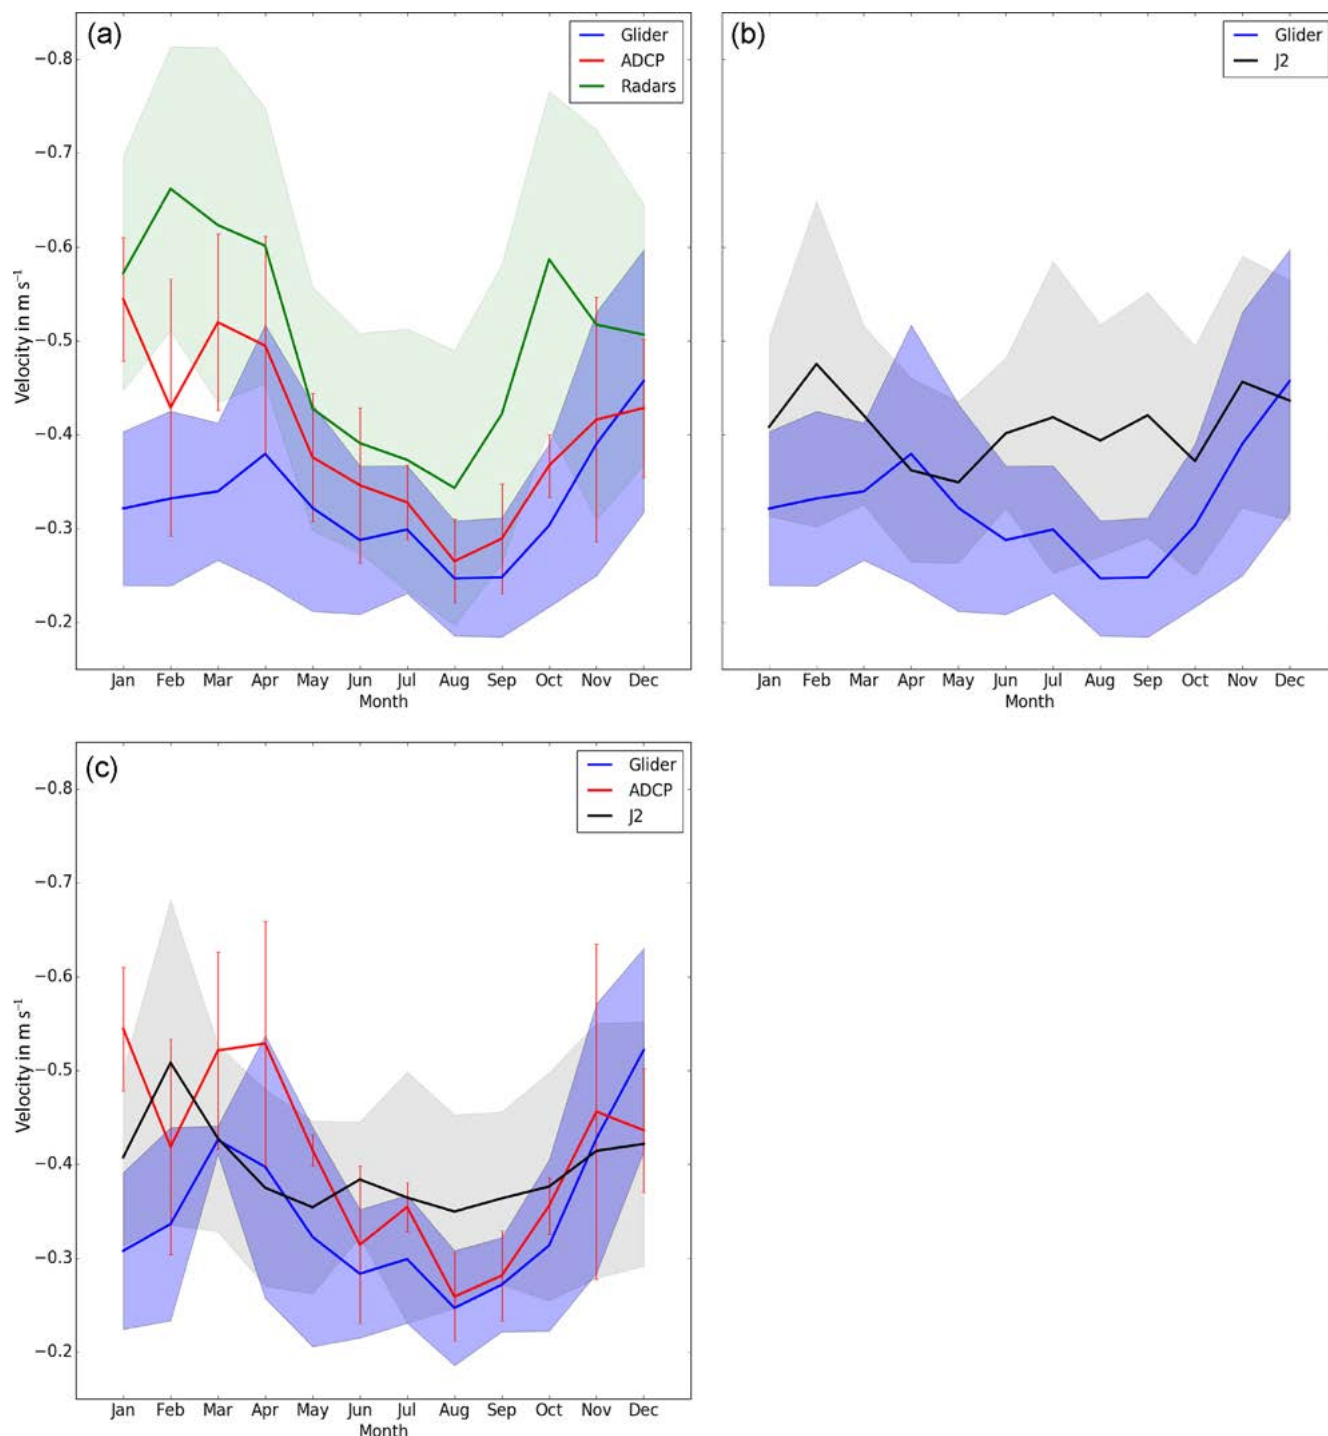 (a)
Glider
ADCP
Radars
−0.8
−0.7
−0.6
−0.5
−0.4
−0.3
−0.2
Velocity in m s⁻¹
Jan Feb Mar Apr May Jun Jul Aug Sep Oct Nov Dec
Month
(b)
Glider
J2
Jan Feb Mar Apr May Jun Jul Aug Sep Oct Nov Dec
Month
(c)
Glider
ADCP
J2
−0.8
−0.7
−0.6
−0.5
−0.4
−0.3
−0.2
Velocity in m s⁻¹
Jan Feb Mar Apr May Jun Jul Aug Sep Oct Nov Dec
Month